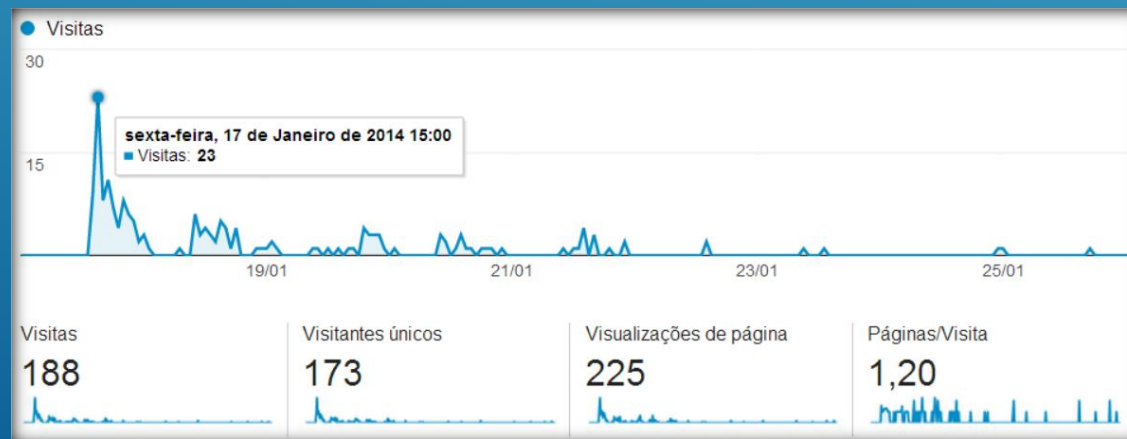 Visitas
30
sexta-feira, 17 de Janeiro de 2014 15:00
Visitas: 23
15
19/01 21/01 23/01 25/01
Visitas
188
Visitantes únicos
173
Visualizações de página
225
Páginas/Visita
1,20